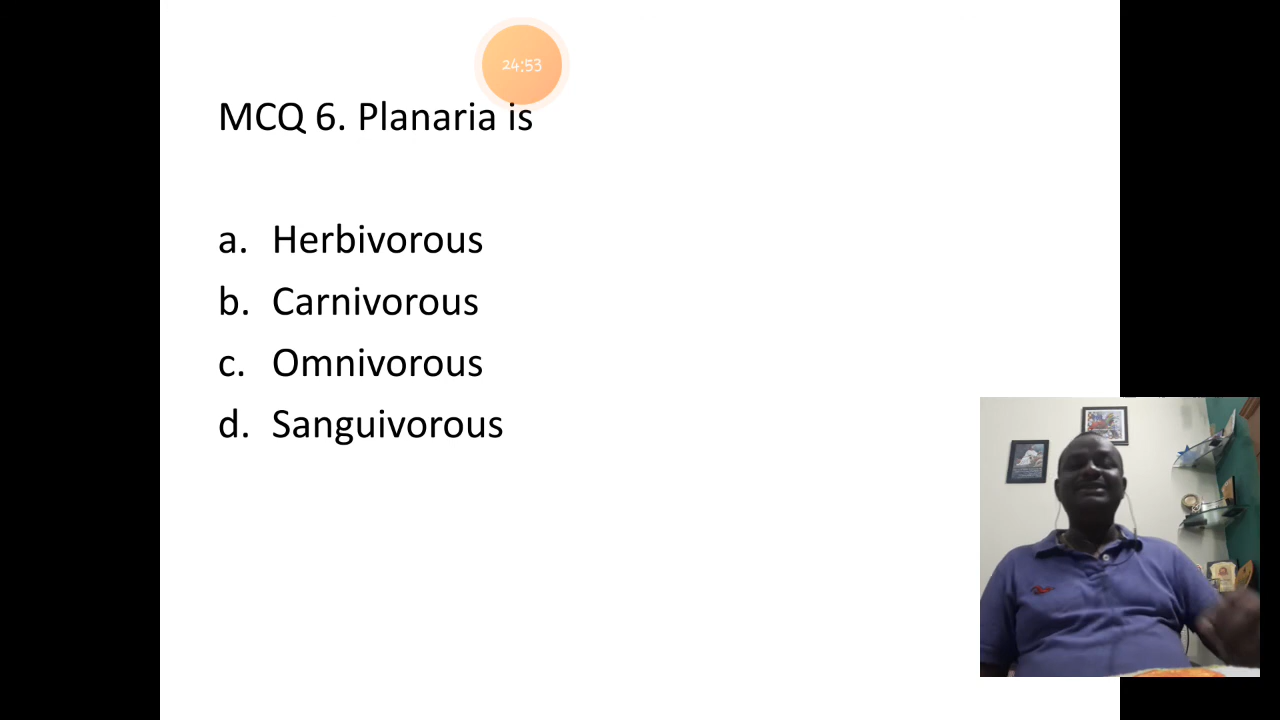 24:53
MCQ 6. Planaria is
a. Herbivorous
b. Carnivorous
c. Omnivorous
d. Sanguivorous